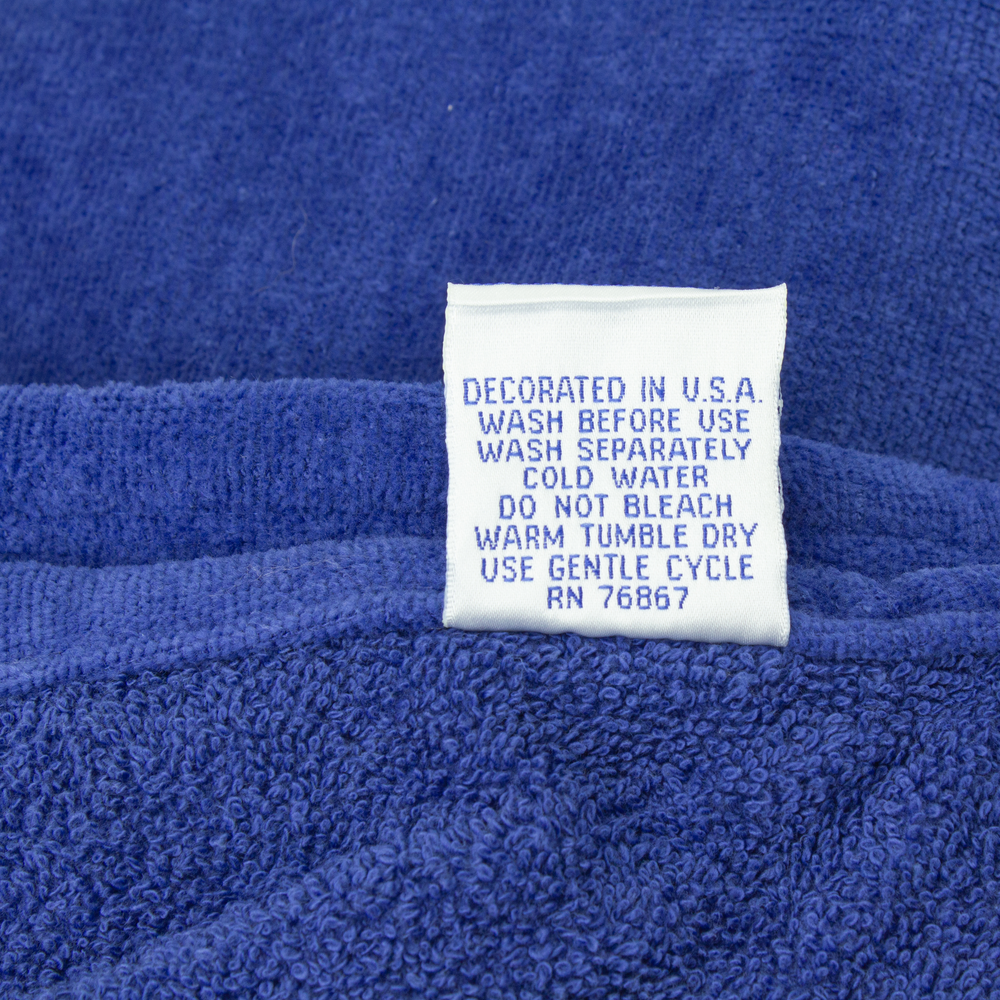 DECORATED IN U.S.A.
WASH BEFORE USE
WASH SEPARATELY
COLD WATER
DO NOT BLEACH
WARM TUMBLE DRY
USE GENTLE CYCLE
RN 76867